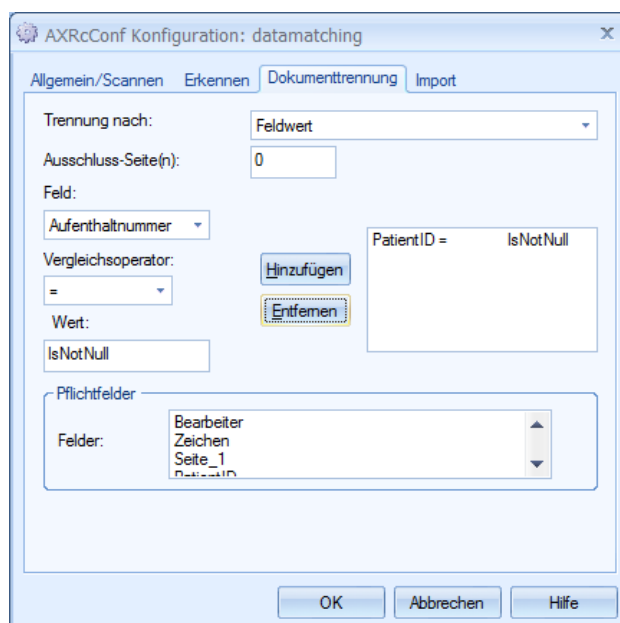 AXRcConf Konfiguration: datamatching
Allgemein/Scannen Erkennen Dokumenttrennung Import
Trennung nach: Feldwert
Ausschluss-Seite(n): 0
Feld:
Aufenthaltnummer
PatientID = IsNotNull
Vergleichsoperator:
Hinzufügen
=
Entfernen
Wert:
IsNotNull
Pflichtfelder
Bearbeiter
Felder: Zeichen
Seite_1
PatientID
OK Abbrechen Hilfe